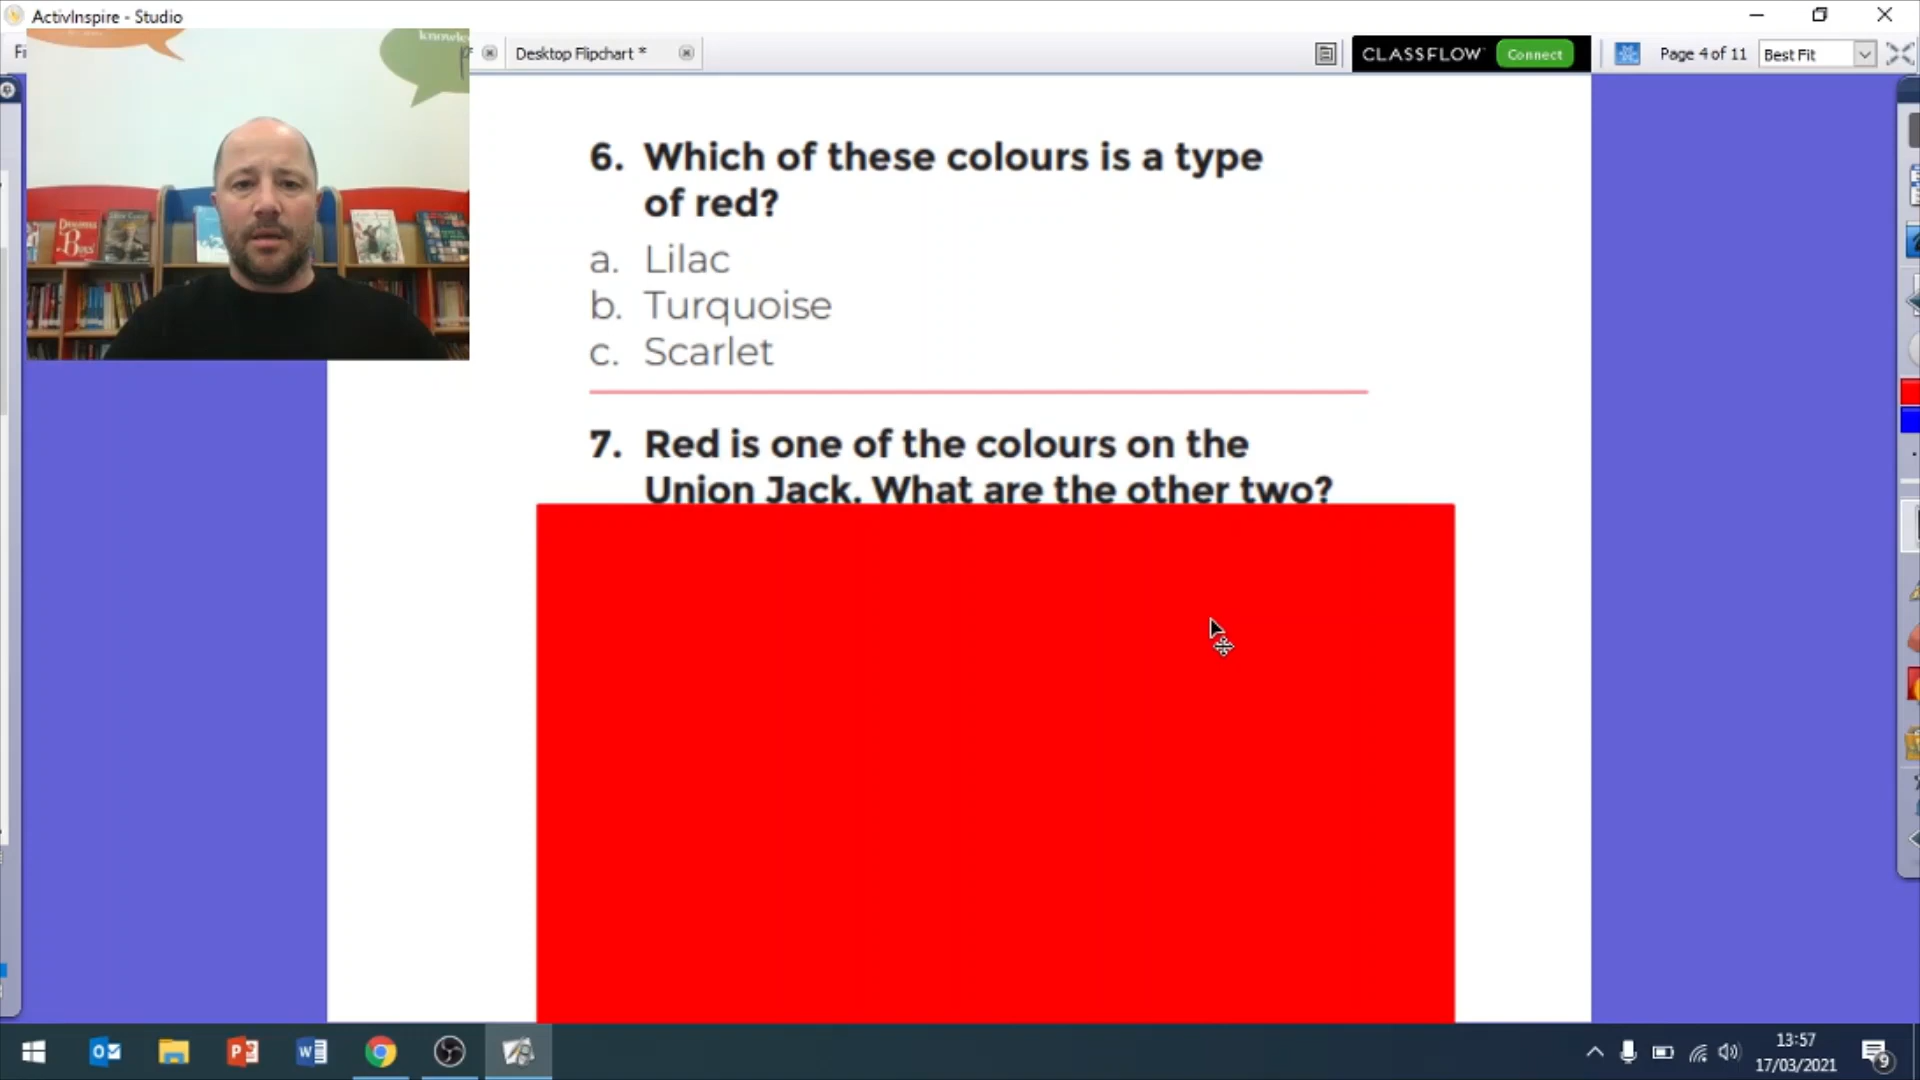 ActivInspire - Studio
Desktop Flipchart *
CLASSFLOW
Connect
Page 4 of 11
Best Fit
6. Which of these colours is a type
of red?
a. Lilac
b. Turquoise
c. Scarlet
7. Red is one of the colours on the
Union Jack. What are the other two?
13:57
17/03/2021
9